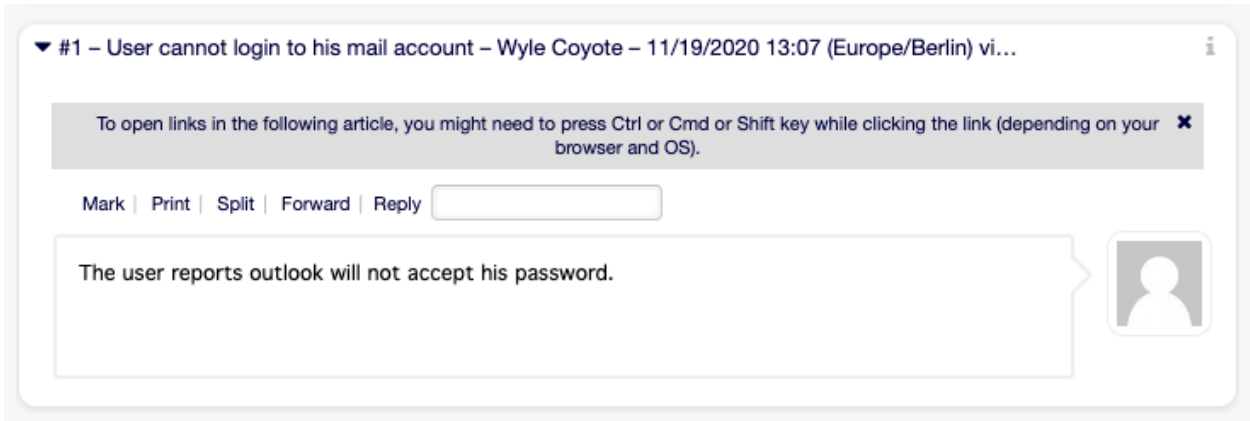 #1 – User cannot login to his mail account – Wyle Coyote – 11/19/2020 13:07 (Europe/Berlin) vi…
To open links in the following article, you might need to press Ctrl or Cmd or Shift key while clicking the link (depending on your
browser and OS).
Mark | Print | Split | Forward | Reply
The user reports outlook will not accept his password.